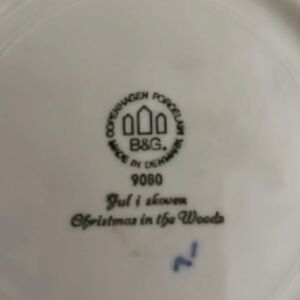 COPENHAGEN PORCELAIN
B&G.
MADE IN DENMARK
9080
Jul i skoven
Christmas in the Woods